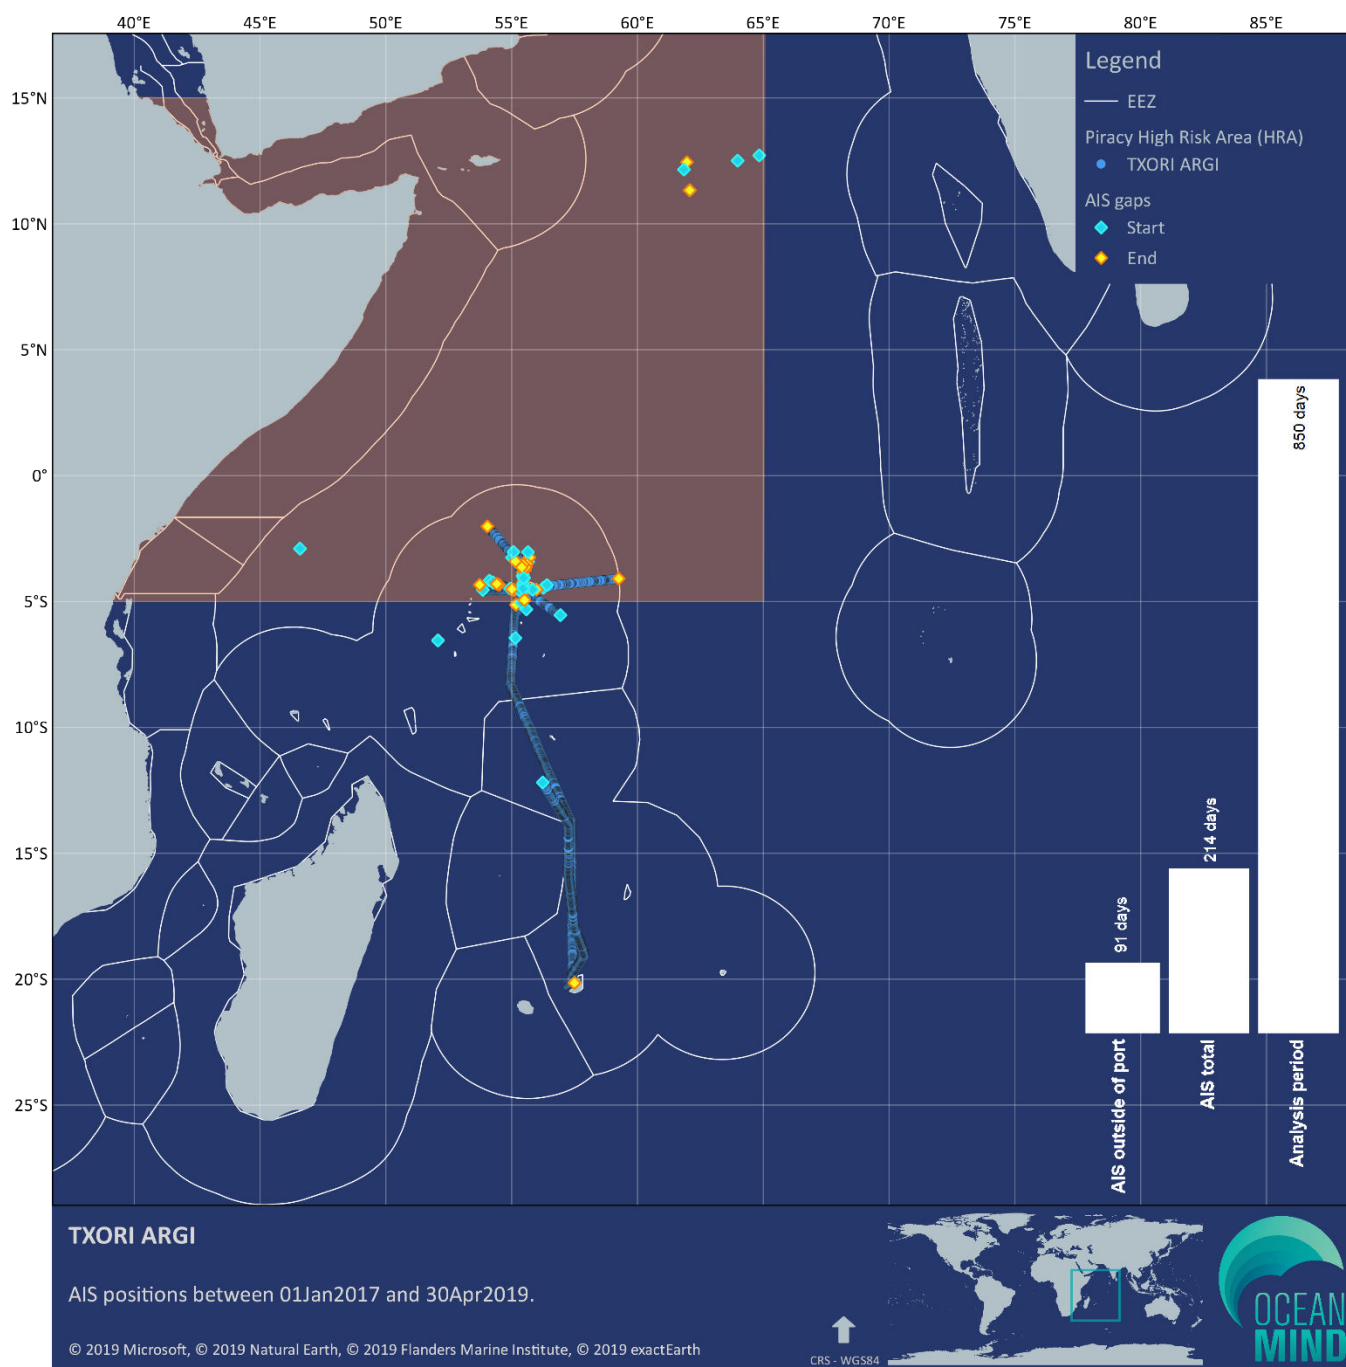 40°E 45°E 50°E 55°E 60°E 65°E 70°E 75°E 80°E 85°E
Legend
EEZ
Piracy High Risk Area (HRA)
TXORI ARGI
AIS gaps
Start
End
15°N
10°N
5°N
0°
5°S
10°S
15°S
20°S
25°S
91 days
214 days
850 days
AIS outside of port
AIS total
Analysis period
TXORI ARGI
AIS positions between 01Jan2017 and 30Apr2019.
© 2019 Microsoft, © 2019 Natural Earth, © 2019 Flanders Marine Institute, © 2019 exactEarth
CRS - WGS84
OCEAN
MIND